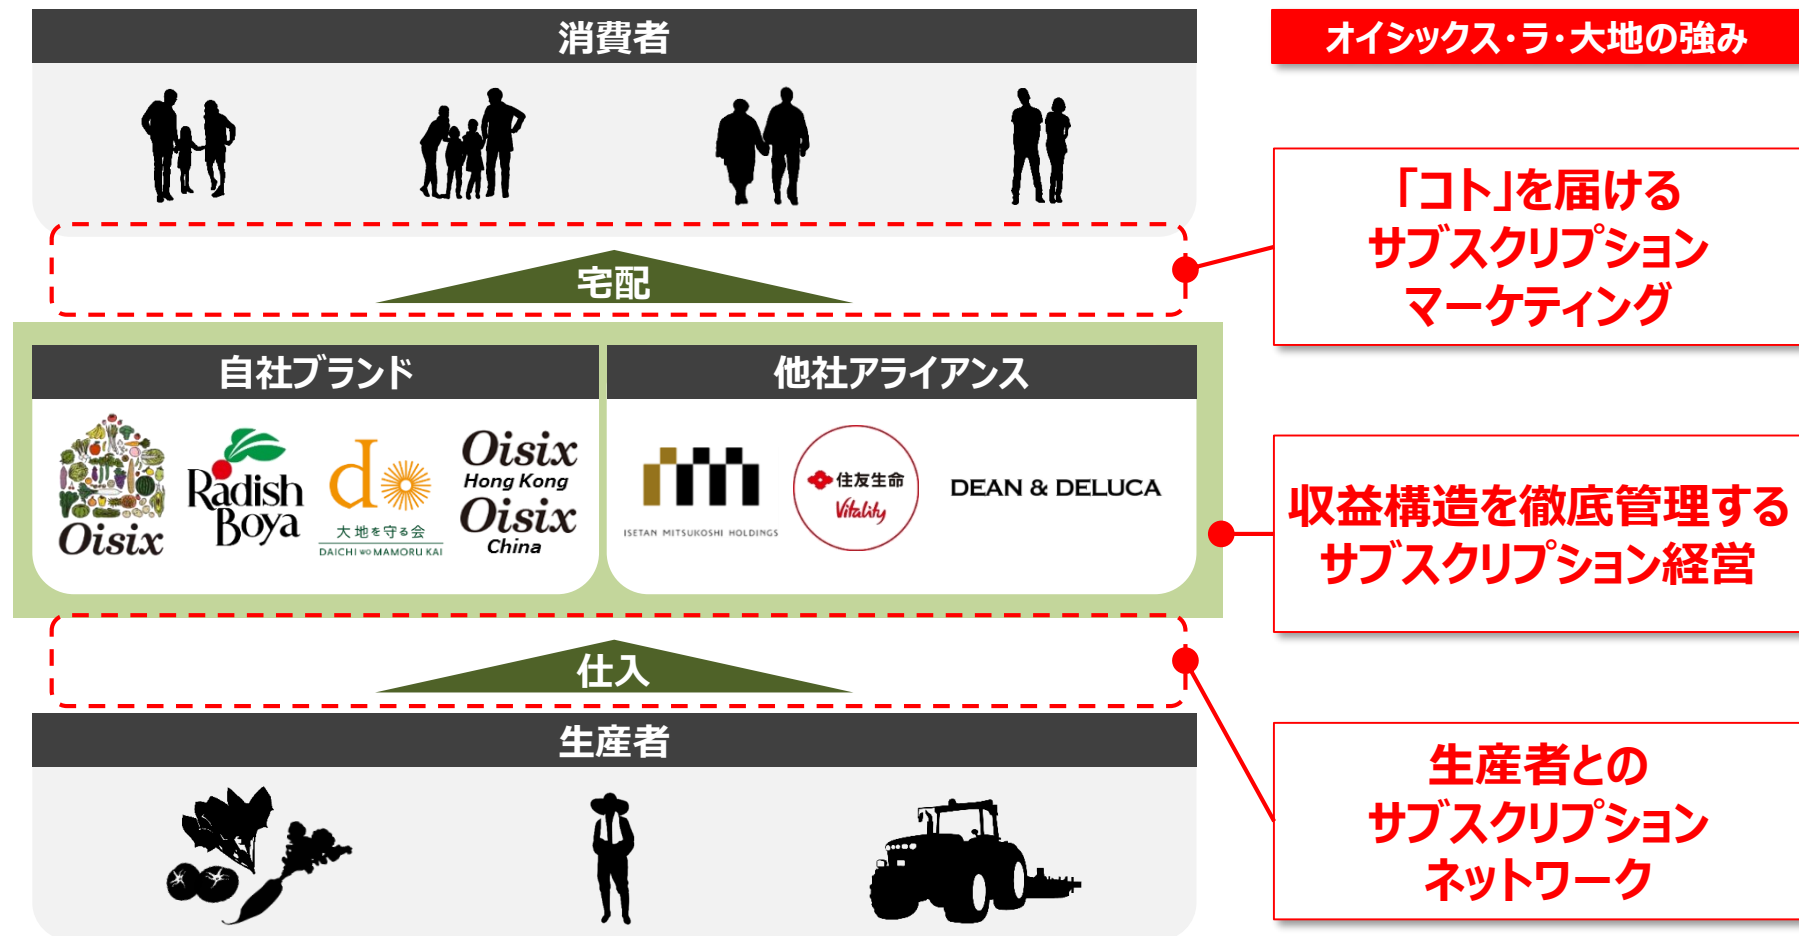 消費者
オイシックス・ラ・大地の強み
「コト」を届ける
サブスクリプション
マーケティング
宅配
自社ブランド
他社アライアンス
Oisix
Radish
Boya
d
大地を守る会
DAICHI WO MAMORU KAI
Oisix
Hong Kong
Oisix
China
ISETAN MITSUKOSHI HOLDINGS
住友生命
Vitality
DEAN & DELUCA
収益構造を徹底管理する
サブスクリプション経営
仕入
生産者
生産者との
サブスクリプション
ネットワーク